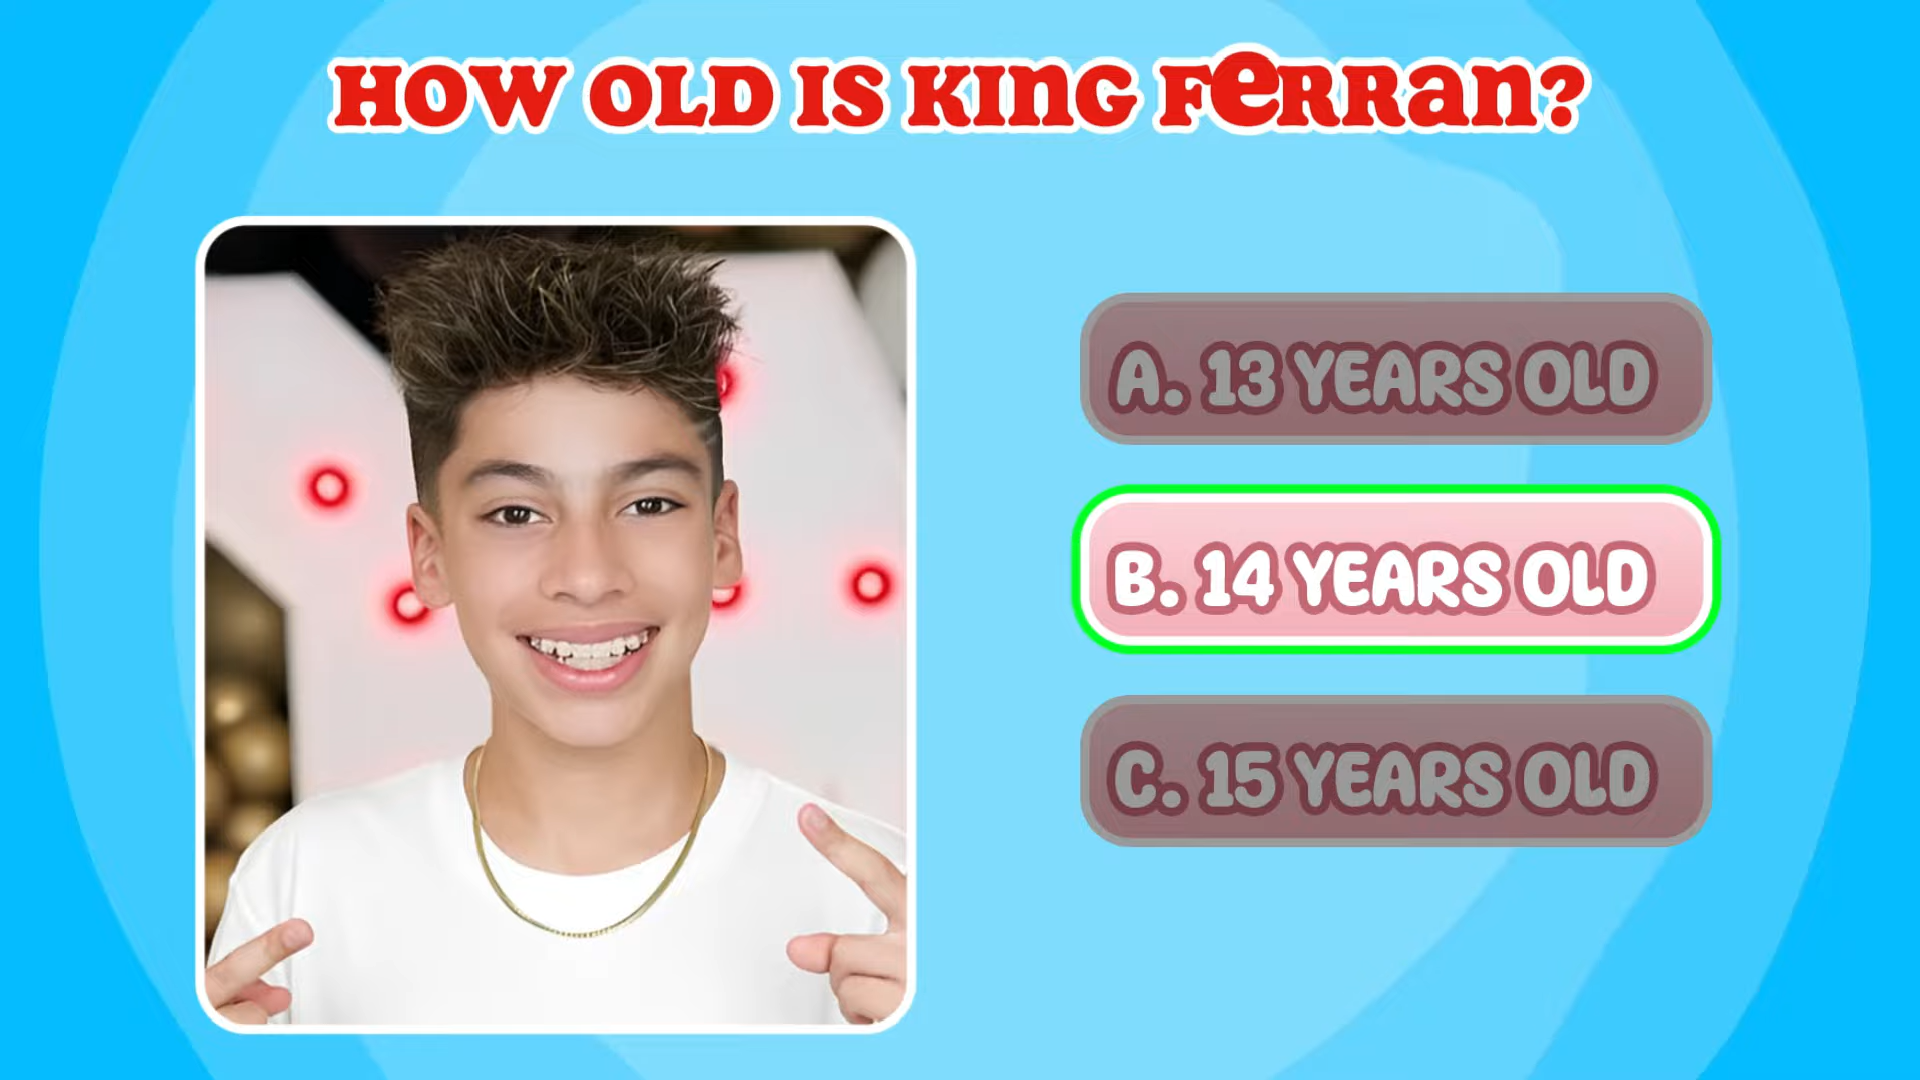 HOW OLD IS KING FERRAN?
A. 13 YEARS OLD
B. 14 YEARS OLD
C. 15 YEARS OLD